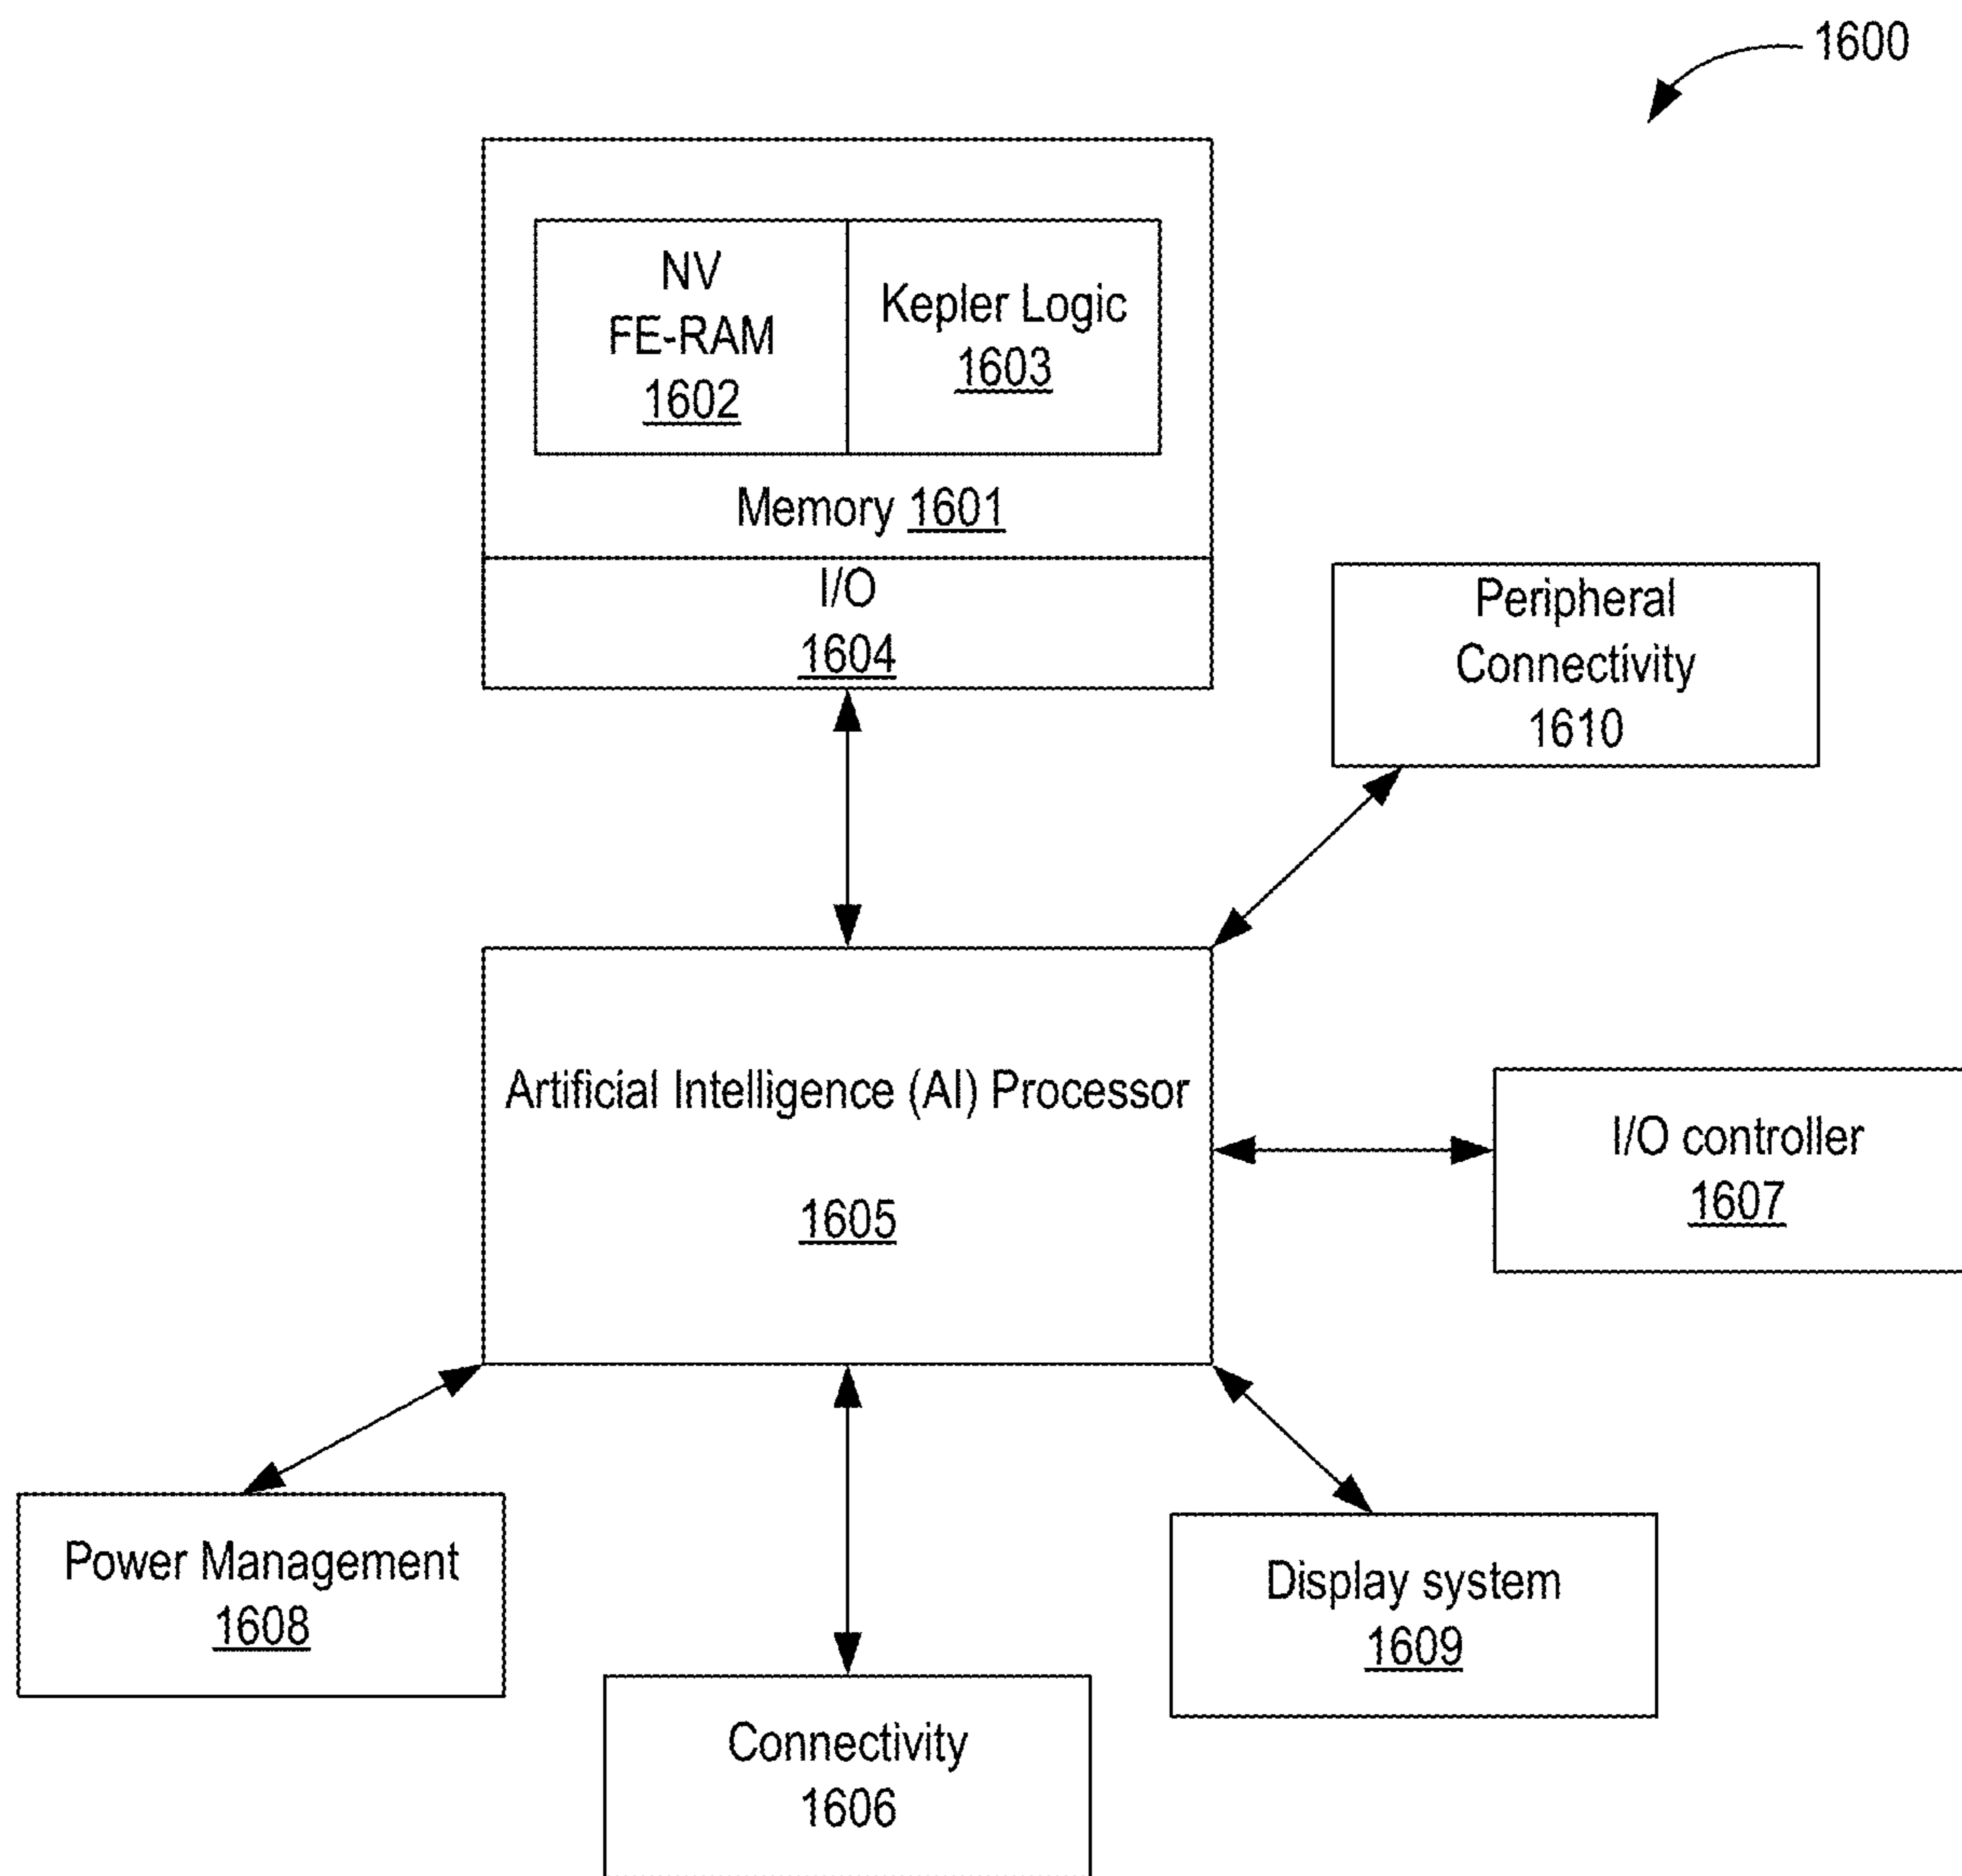 1600
NV
FE-RAM
1602
Kepler Logic
1603
Memory 1601
I/O
1604
Peripheral
Connectivity
1610
Artificial Intelligence (AI) Processor
1605
I/O controller
1607
Power Management
1608
Display system
1609
Connectivity
1606